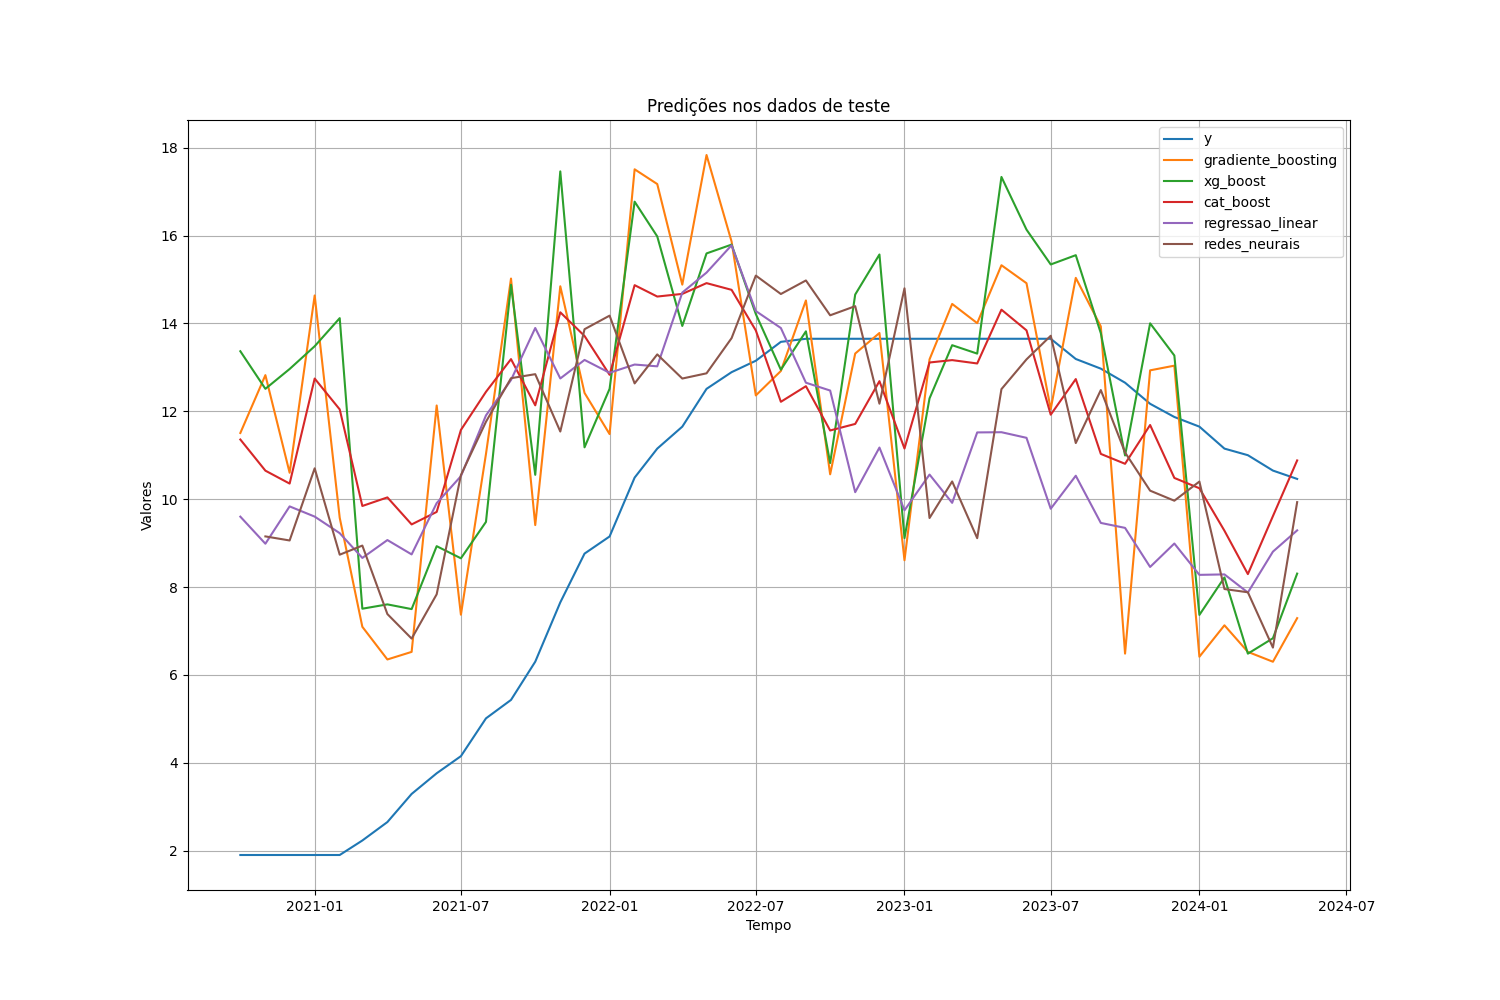 Predições nos dados de teste
y
gradiente_boosting
xg_boost
cat_boost
regressao_linear
redes_neurais
Valores
18
16
14
12
10
8
6
4
2
2021-01
2021-07
2022-01
2022-07
2023-01
2023-07
2024-01
2024-07
Tempo